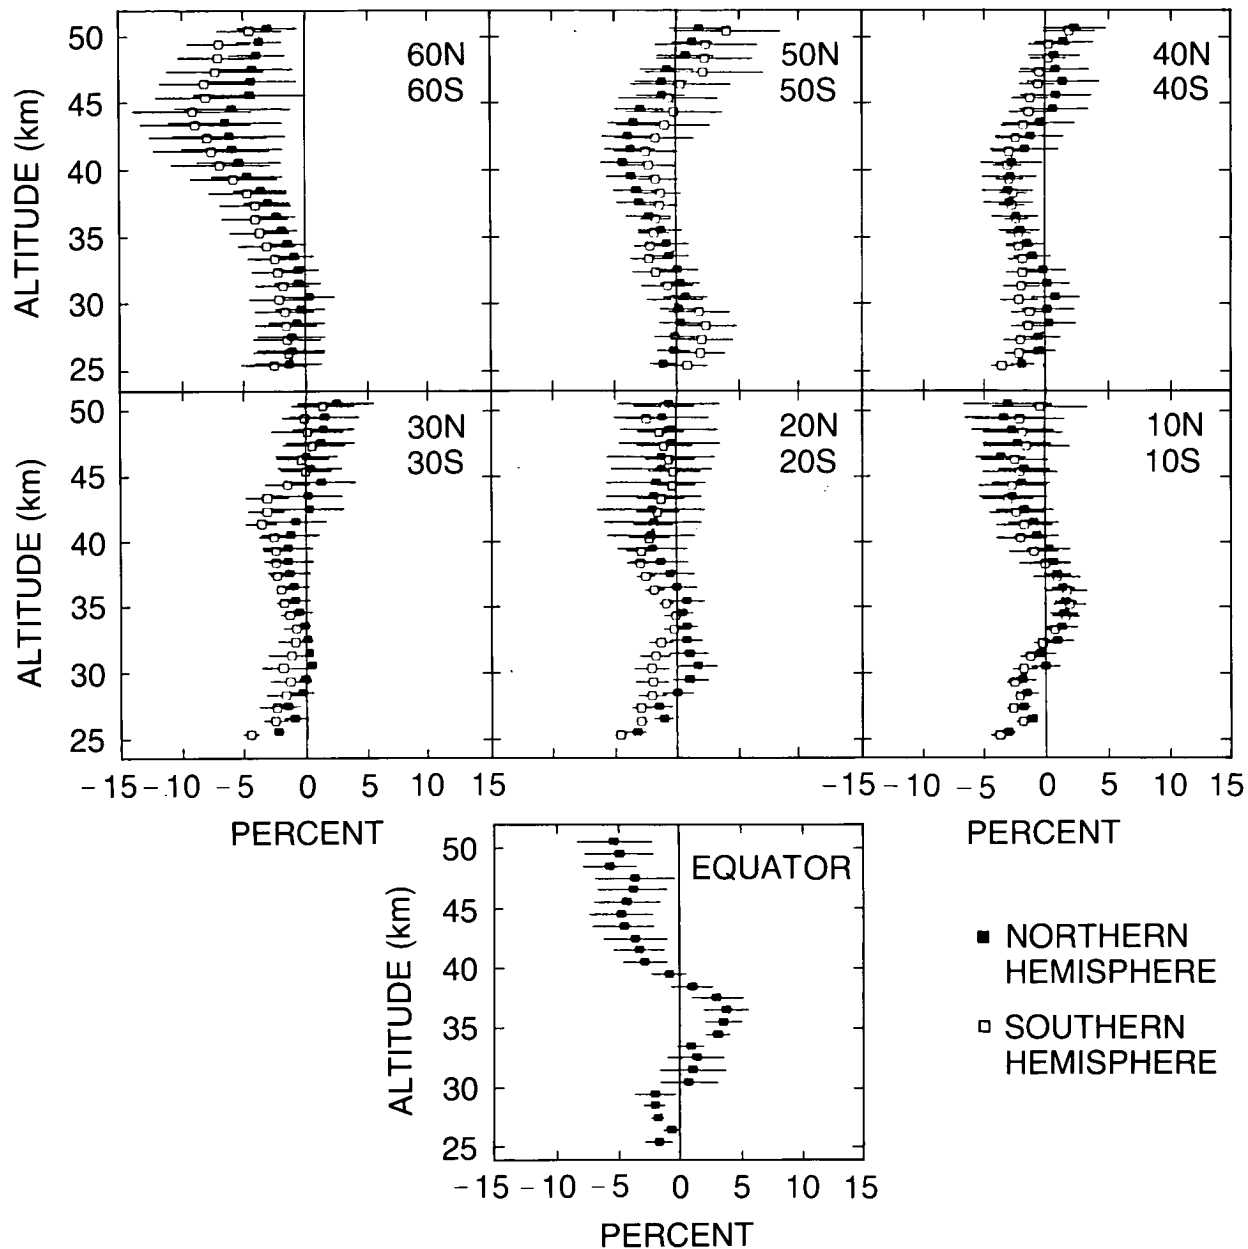 50
45
40
35
30
25
ALTITUDE (km)
60N
60S
50N
50S
40N
40S
50
45
40
35
30
25
ALTITUDE (km)
30N
30S
20N
20S
10N
10S
−15 −10 −5 0 5 10 15
−15 −10 −5 0 5 10 15
PERCENT
PERCENT
50
45
40
35
30
25
ALTITUDE (km)
EQUATOR
−15 −10 −5 0 5 10 15
PERCENT
■ NORTHERN
HEMISPHERE
□ SOUTHERN
HEMISPHERE